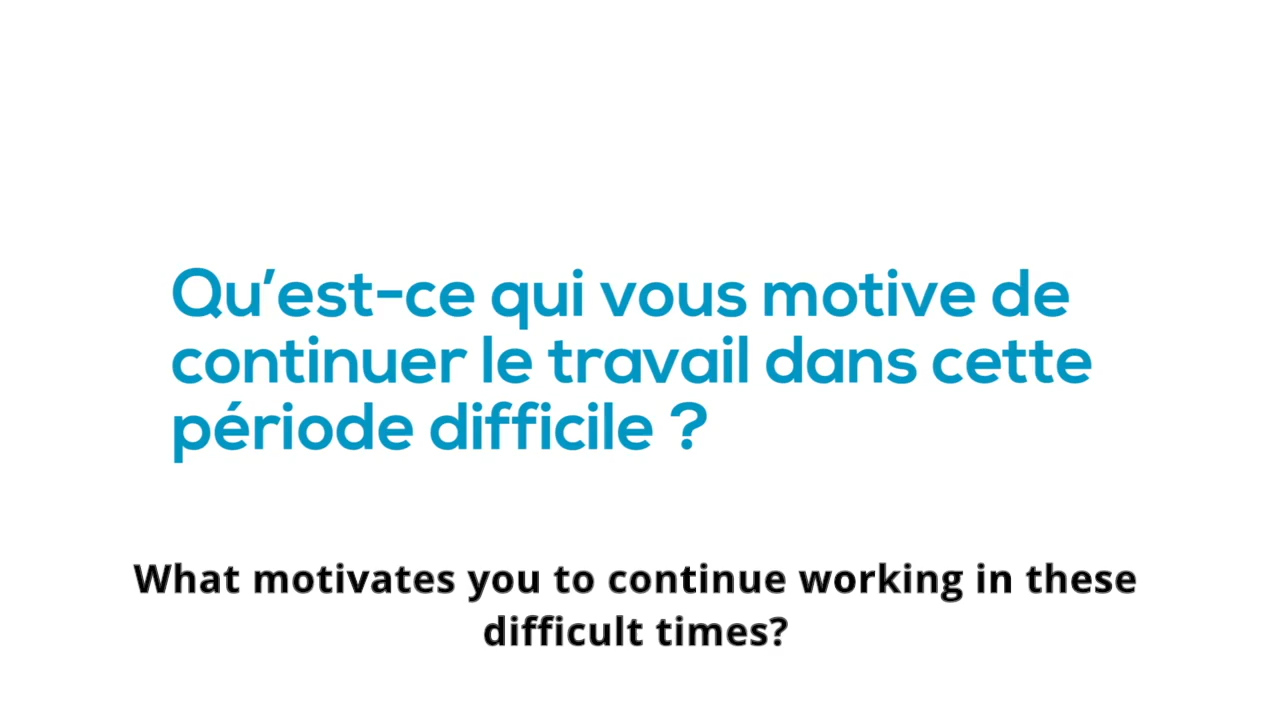 Qu’est-ce qui vous motive de
continuer le travail dans cette
période difficile ?
What motivates you to continue working in these
difficult times?